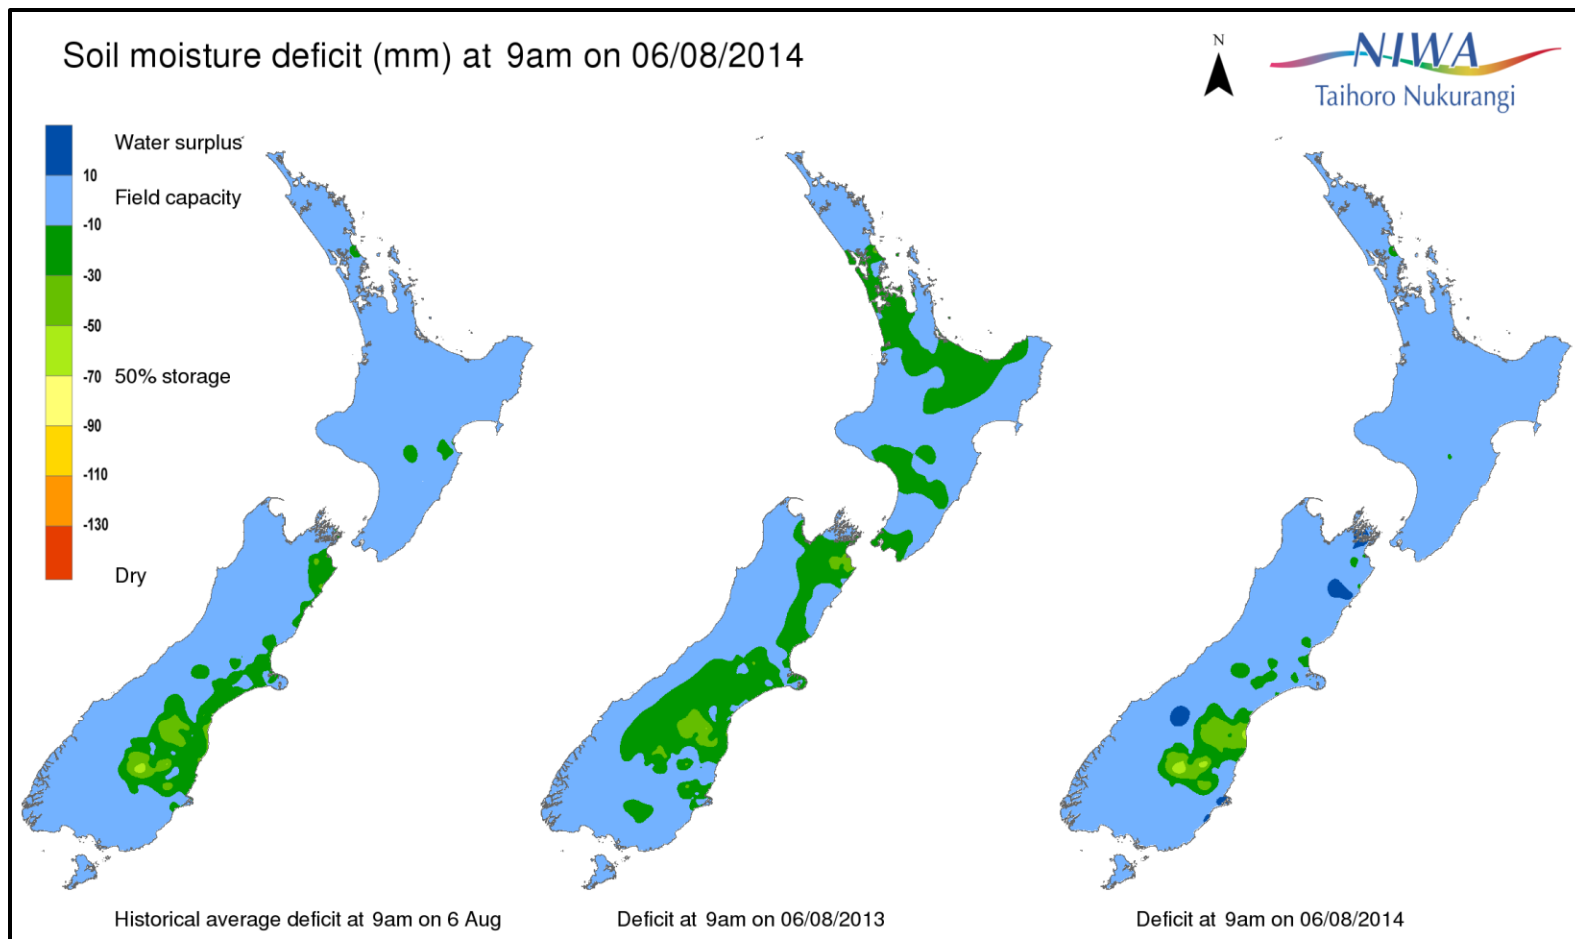 Soil moisture deficit (mm) at 9am on 06/08/2014
N
NIWA
Taihoro Nukurangi
Water surplus
10
Field capacity
-10
-30
-50
-70
50% storage
-90
-110
-130
Dry
Historical average deficit at 9am on 6 Aug
Deficit at 9am on 06/08/2013
Deficit at 9am on 06/08/2014